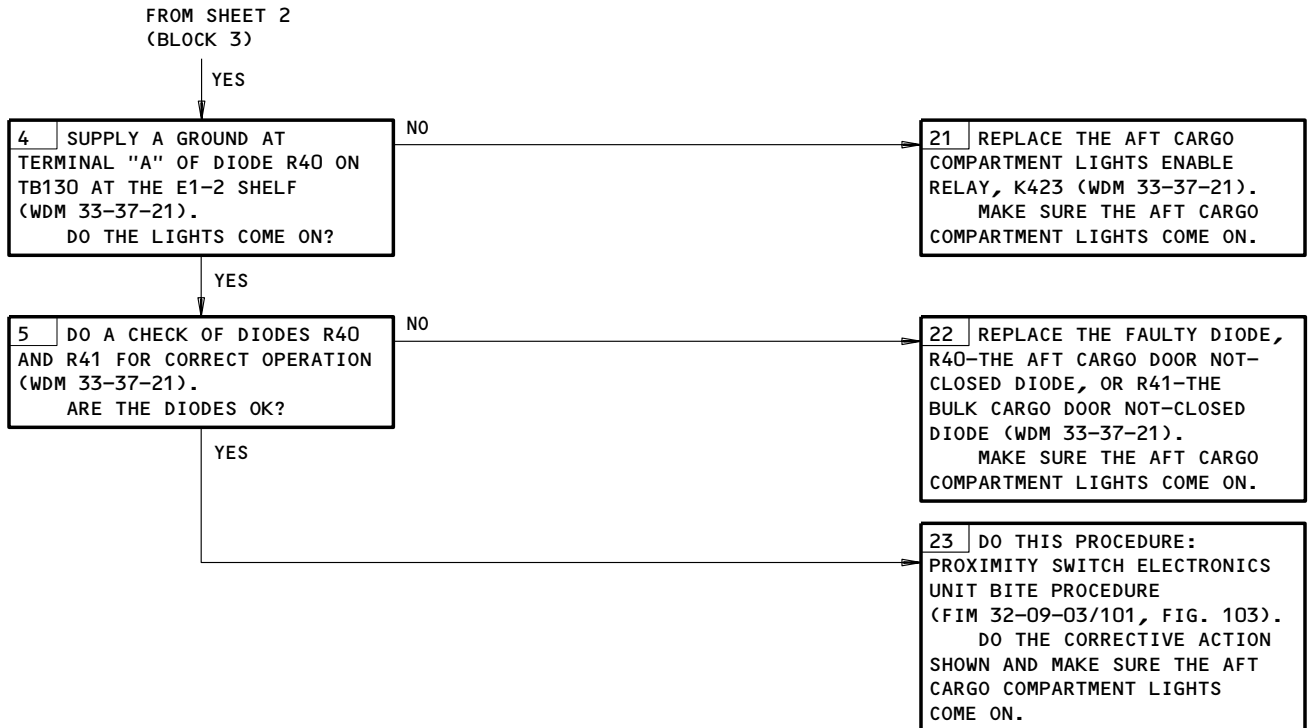 FROM SHEET 2
(BLOCK 3)
YES
4 SUPPLY A GROUND AT
TERMINAL "A" OF DIODE R40 ON
TB130 AT THE E1-2 SHELF
(WDM 33-37-21).
DO THE LIGHTS COME ON?
NO
21 REPLACE THE AFT CARGO
COMPARTMENT LIGHTS ENABLE
RELAY, K423 (WDM 33-37-21).
MAKE SURE THE AFT CARGO
COMPARTMENT LIGHTS COME ON.
YES
5 DO A CHECK OF DIODES R40
AND R41 FOR CORRECT OPERATION
(WDM 33-37-21).
ARE THE DIODES OK?
NO
22 REPLACE THE FAULTY DIODE,
R40-THE AFT CARGO DOOR NOT-
CLOSED DIODE, OR R41-THE
BULK CARGO DOOR NOT-CLOSED
DIODE (WDM 33-37-21).
MAKE SURE THE AFT CARGO
COMPARTMENT LIGHTS COME ON.
YES
23 DO THIS PROCEDURE:
PROXIMITY SWITCH ELECTRONICS
UNIT BITE PROCEDURE
(FIM 32-09-03/101, FIG. 103).
DO THE CORRECTIVE ACTION
SHOWN AND MAKE SURE THE AFT
CARGO COMPARTMENT LIGHTS
COME ON.